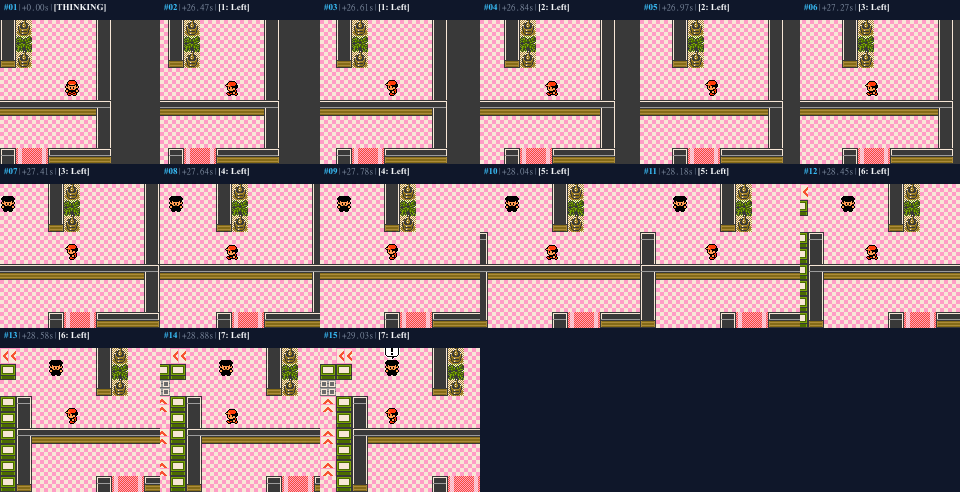 #01|+0.00s|[THINKING]
#02|+26.47s|[1: Left]
#03|+26.61s|[1: Left]
#04|+26.84s|[2: Left]
#05|+26.97s|[2: Left]
#06|+27.27s|[3: Left]
#07|+27.41s|[3: Left]
#08|+27.64s|[4: Left]
#09|+27.78s|[4: Left]
#10|+28.04s|[5: Left]
#11|+28.18s|[5: Left]
#12|+28.45s|[6: Left]
#13|+28.58s|[6: Left]
#14|+28.88s|[7: Left]
#15|+29.03s|[7: Left]
!